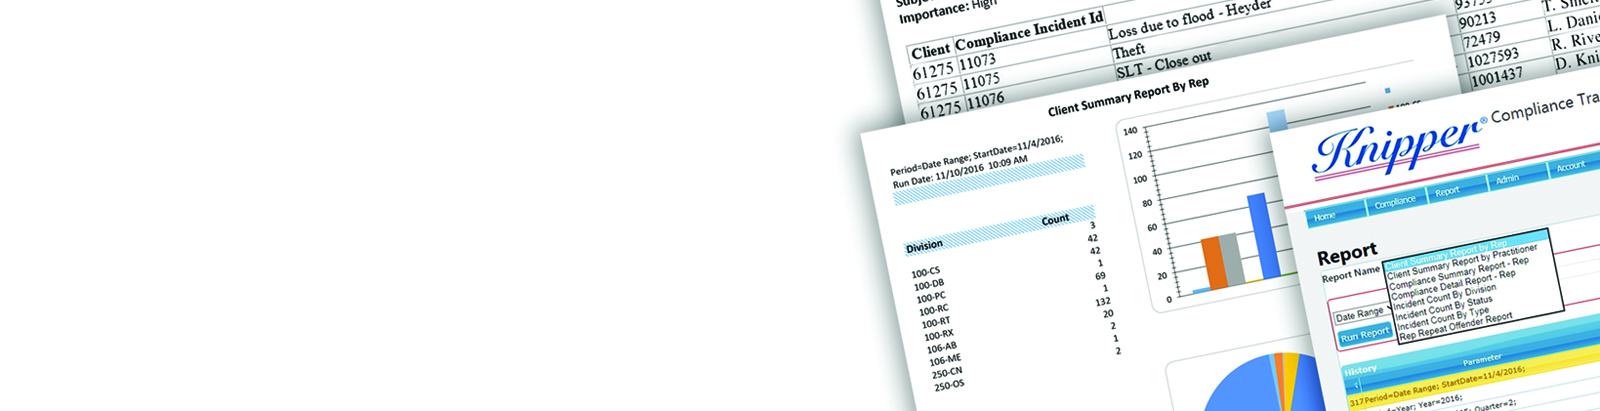 Importance: High
Client Compliance Incident Id
61275 11073 Loss due to flood - Heyder
61275 11075 Theft
61275 11076 SLT - Close out
90213 L. Dani
72479 R. Rive
1027593 D. Kni
1001437
Client Summary Report By Rep
Period=Date Range; StartDate=11/4/2016;
Run Date: 11/10/2016 10:09 AM
Division Count
100-CS 3
100-DB 42
100-PC 42
100-RC 1
100-RT 69
100-RX 1
106-AB 132
106-ME 20
250-CN 2
250-OS 1
2
140
120
100
80
60
40
20
0
Knipper® Compliance Tra
Home Compliance Report Admin Account
Report
Report Name Client Summary Report by Rep
Client Summary Report by Practitioner
Compliance Summary Report - Rep
Compliance Detail Report - Rep
Incident Count By Division
Incident Count By Status
Incident Count By Type
Rep Repeat Offender Report
Date Range
Run Report
History
Parameter
317 Period=Date Range; StartDate=11/4/2016;
=Year; Year=2016;
Quarter=2;